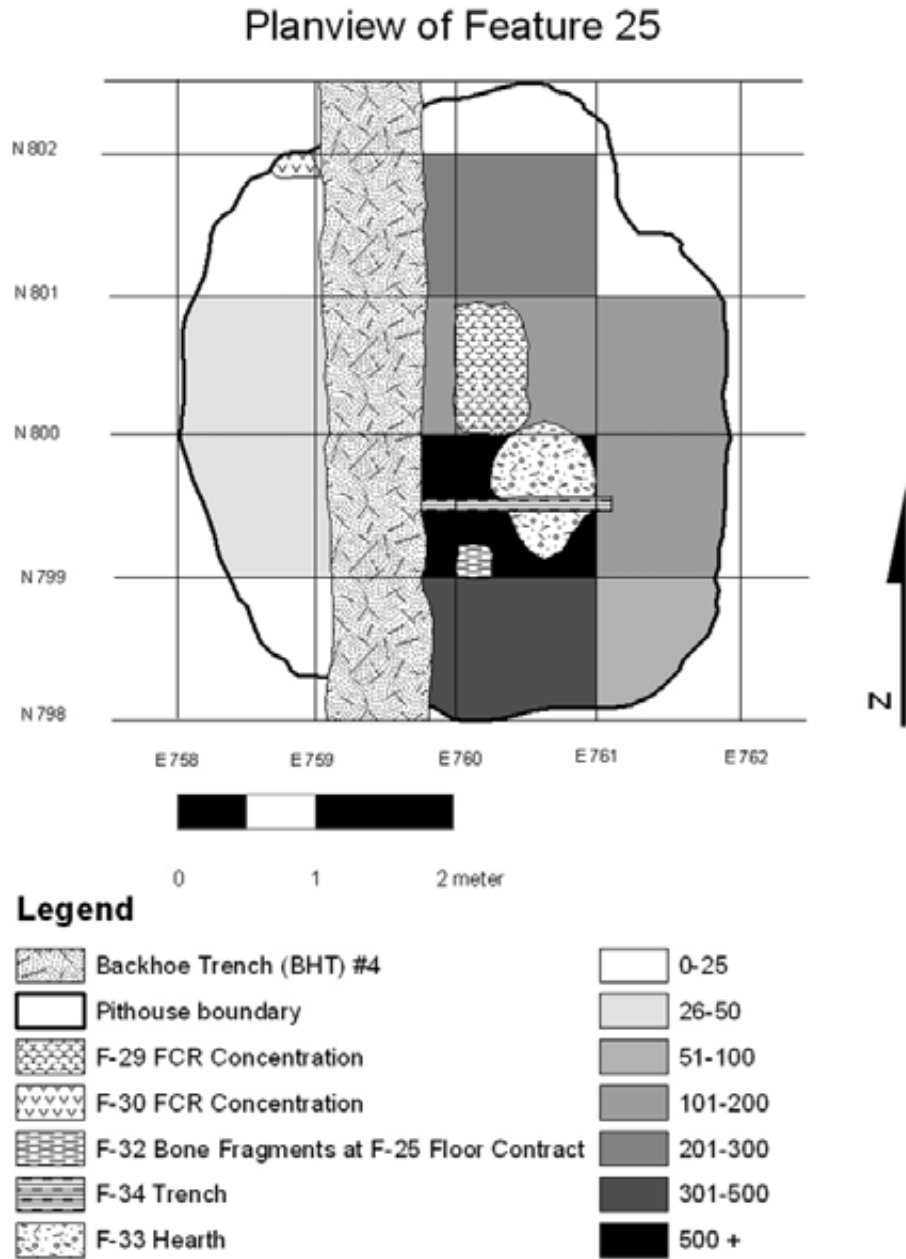 Planview of Feature 25
N 802
N 801
N 800
N 799
N 798
E 758 E 759 E 760 E 761 E 762
N
0 1 2 meter
Legend
Backhoe Trench (BHT) #4
Pithouse boundary
F-29 FCR Concentration
F-30 FCR Concentration
F-32 Bone Fragments at F-25 Floor Contract
F-34 Trench
F-33 Hearth
0-25
26-50
51-100
101-200
201-300
301-500
500 +